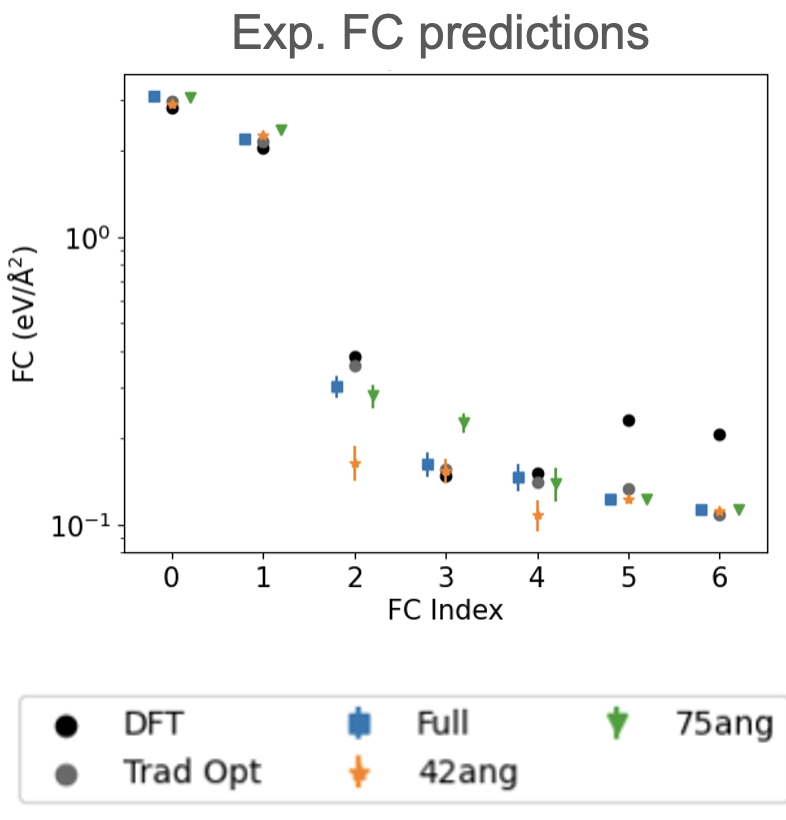 Exp. FC predictions
FC (eV/Å²)
10⁰
10⁻¹
0 1 2 3 4 5 6
FC Index
DFT Full 75ang
Trad Opt 42ang